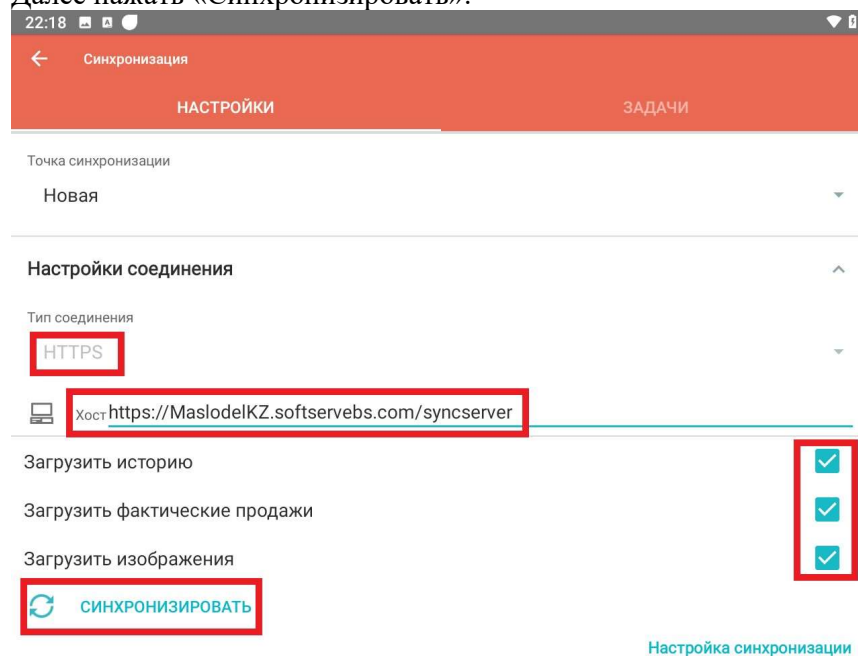 Далее нажать «Синхронизировать».
22:18
Синхронизация
НАСТРОЙКИ
ЗАДАЧИ
Точка синхронизации
Новая
Настройки соединения
Тип соединения
HTTPS
Хост https://MaslodelKZ.softservebs.com/syncserver
Загрузить историю
Загрузить фактические продажи
Загрузить изображения
СИНХРОНИЗИРОВАТЬ
Настройка синхронизации